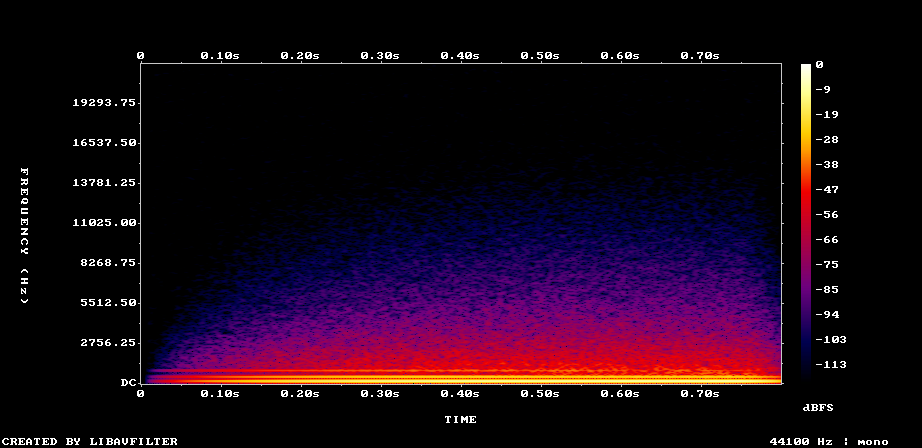 0 0.10s 0.20s 0.30s 0.40s 0.50s 0.60s 0.70s
0
-9
-19
-28
-38
-47
-56
-66
-75
-85
-94
-103
-113
dBFS
19293.75
16537.50
13781.25
11025.00
8268.75
5512.50
2756.25
DC
FREQUENCY (HZ)
0 0.10s 0.20s 0.30s 0.40s 0.50s 0.60s 0.70s
TIME
CREATED BY LIBAVFILTER
44100 Hz | mono